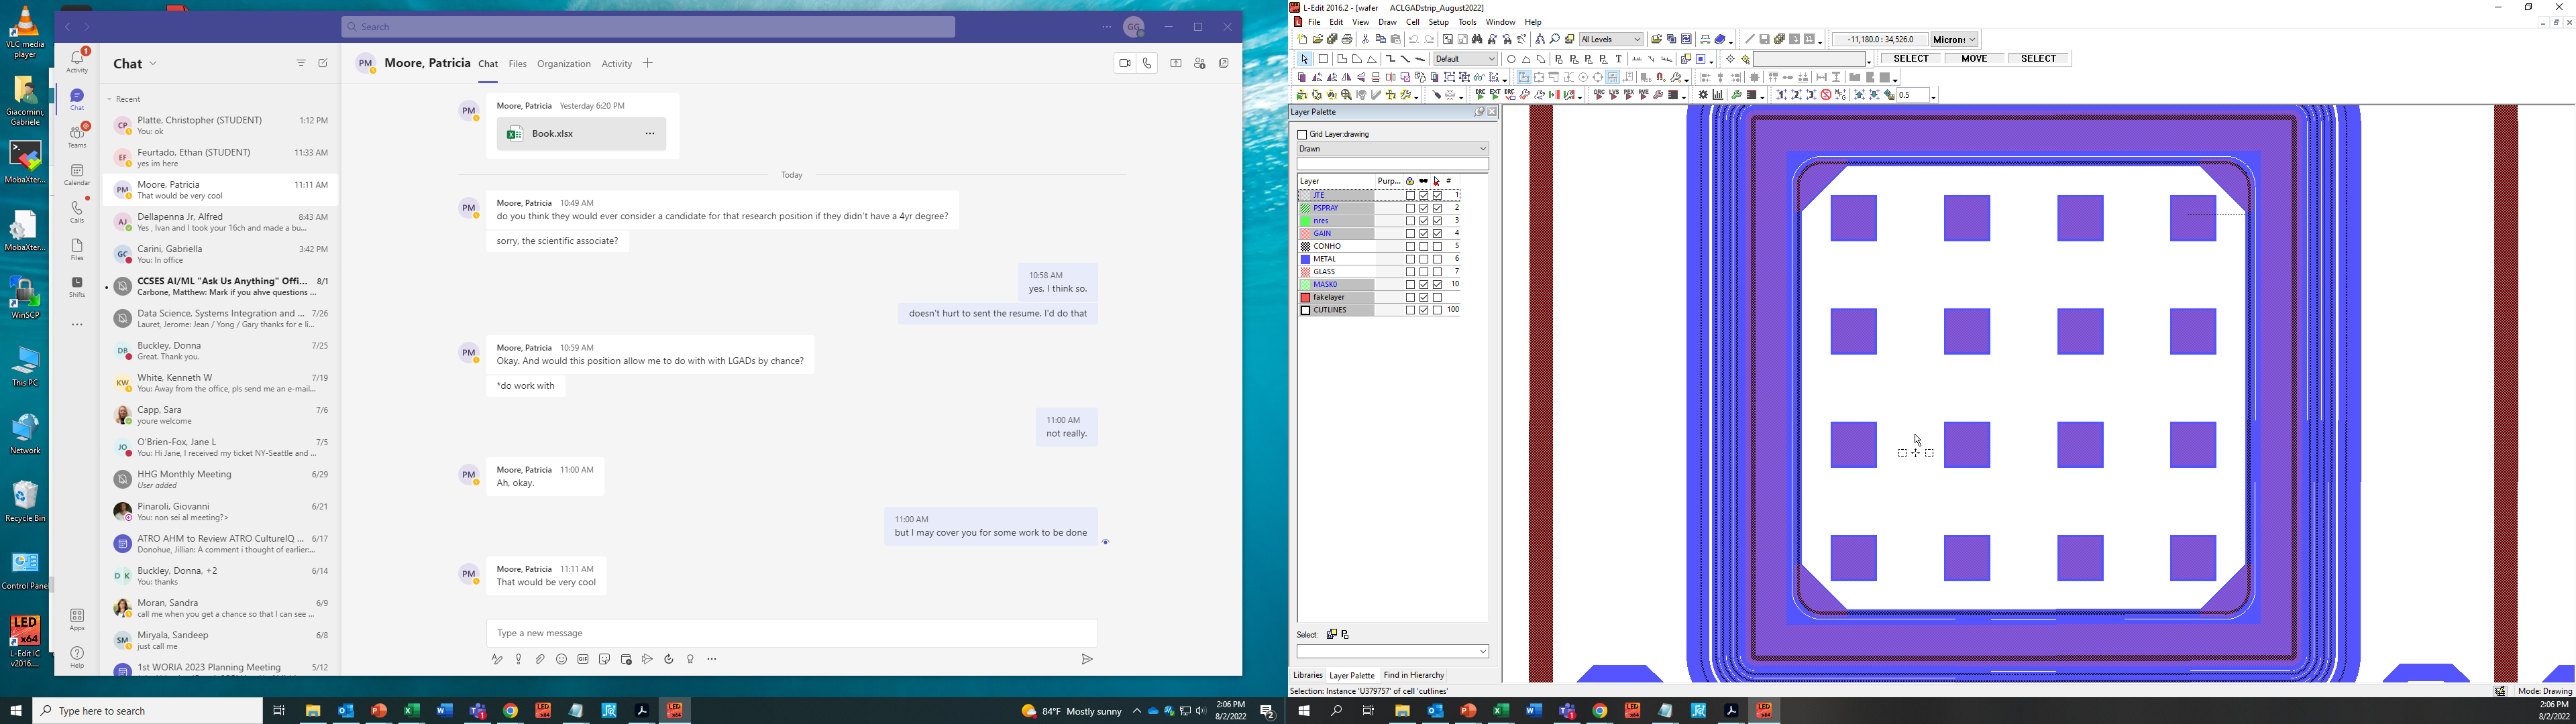 VLC media
player
Giacomini,
Gabriele
MobaXter...
MobaXter...
WinSCP
This PC
Network
Recycle Bin
Control Panel
L-Edit IC
v2016....
Search
GG
Activity
Chat
Teams
Calendar
Calls
Files
Shifts
Apps
Help
Chat
Recent
CP
Platte, Christopher (STUDENT)
1:12 PM
You: ok
EF
Feurtado, Ethan (STUDENT)
11:33 AM
yes im here
PM
Moore, Patricia
11:11 AM
That would be very cool
AJ
Dellapenna Jr, Alfred
8:43 AM
Yes , Ivan and I took your 16ch and made a bu...
GC
Carini, Gabriella
3:42 PM
You: In office
CCSES AI/ML "Ask Us Anything" Offi...
8/1
Carbone, Matthew: Mark if you ahve questions ...
Data Science, Systems Integration and ...
7/26
Lauret, Jerome: Jean / Yong / Gary thanks for e li...
DB
Buckley, Donna
7/25
Great. Thank you.
KW
White, Kenneth W
7/19
You: Away from the office, pls send me an e-mail...
Capp, Sara
7/6
youre welcome
JO
O'Brien-Fox, Jane L
7/5
You: Hi Jane, I received my ticket NY-Seattle and ...
HHG Monthly Meeting
6/29
User added
Pinaroli, Giovanni
6/21
You: non sei al meeting?>
ATRO AHM to Review ATRO CultureIQ ...
6/17
Donohue, Jillian: A comment i thought of earlier:...
D K
Buckley, Donna, +2
6/14
You: thanks
Moran, Sandra
6/9
call me when you get a chance so that I can see ...
SM
Miryala, Sandeep
6/8
just call me
1st WORIA 2023 Planning Meeting
5/12
PM
Moore, Patricia
Chat
Files
Organization
Activity
PM
Moore, Patricia Yesterday 6:20 PM
Book.xlsx
Today
PM
Moore, Patricia 10:49 AM
do you think they would ever consider a candidate for that research position if they didn't have a 4yr degree?
sorry, the scientific associate?
10:58 AM
yes, I think so.
doesn't hurt to sent the resume. I'd do that
PM
Moore, Patricia 10:59 AM
Okay. And would this position allow me to do with with LGADs by chance?
*do work with
11:00 AM
not really.
PM
Moore, Patricia 11:00 AM
Ah, okay.
11:00 AM
but I may cover you for some work to be done
PM
Moore, Patricia 11:11 AM
That would be very cool
Type a new message
Type here to search
84°F Mostly sunny
2:06 PM
8/2/2022
L-Edit 2016.2 - [wafer ACLGADstrip_August2022]
File Edit View Draw Cell Setup Tools Window Help
All Levels
-11,180.0 : 34,526.0
Microns
Default
SELECT MOVE SELECT
0.5
Layer Palette
Grid Layer:drawing
Drawn
Layer Purp... #
JTE 1
PSPRAY 2
nres 3
GAIN 4
CONHO 5
METAL 6
GLASS 7
MASK0 10
fakelayer
CUTLINES 100
Select:
Libraries Layer Palette Find in Hierarchy
Selection: Instance 'U379757' of cell 'cutlines'
Mode: Drawing
2:06 PM
8/2/2022